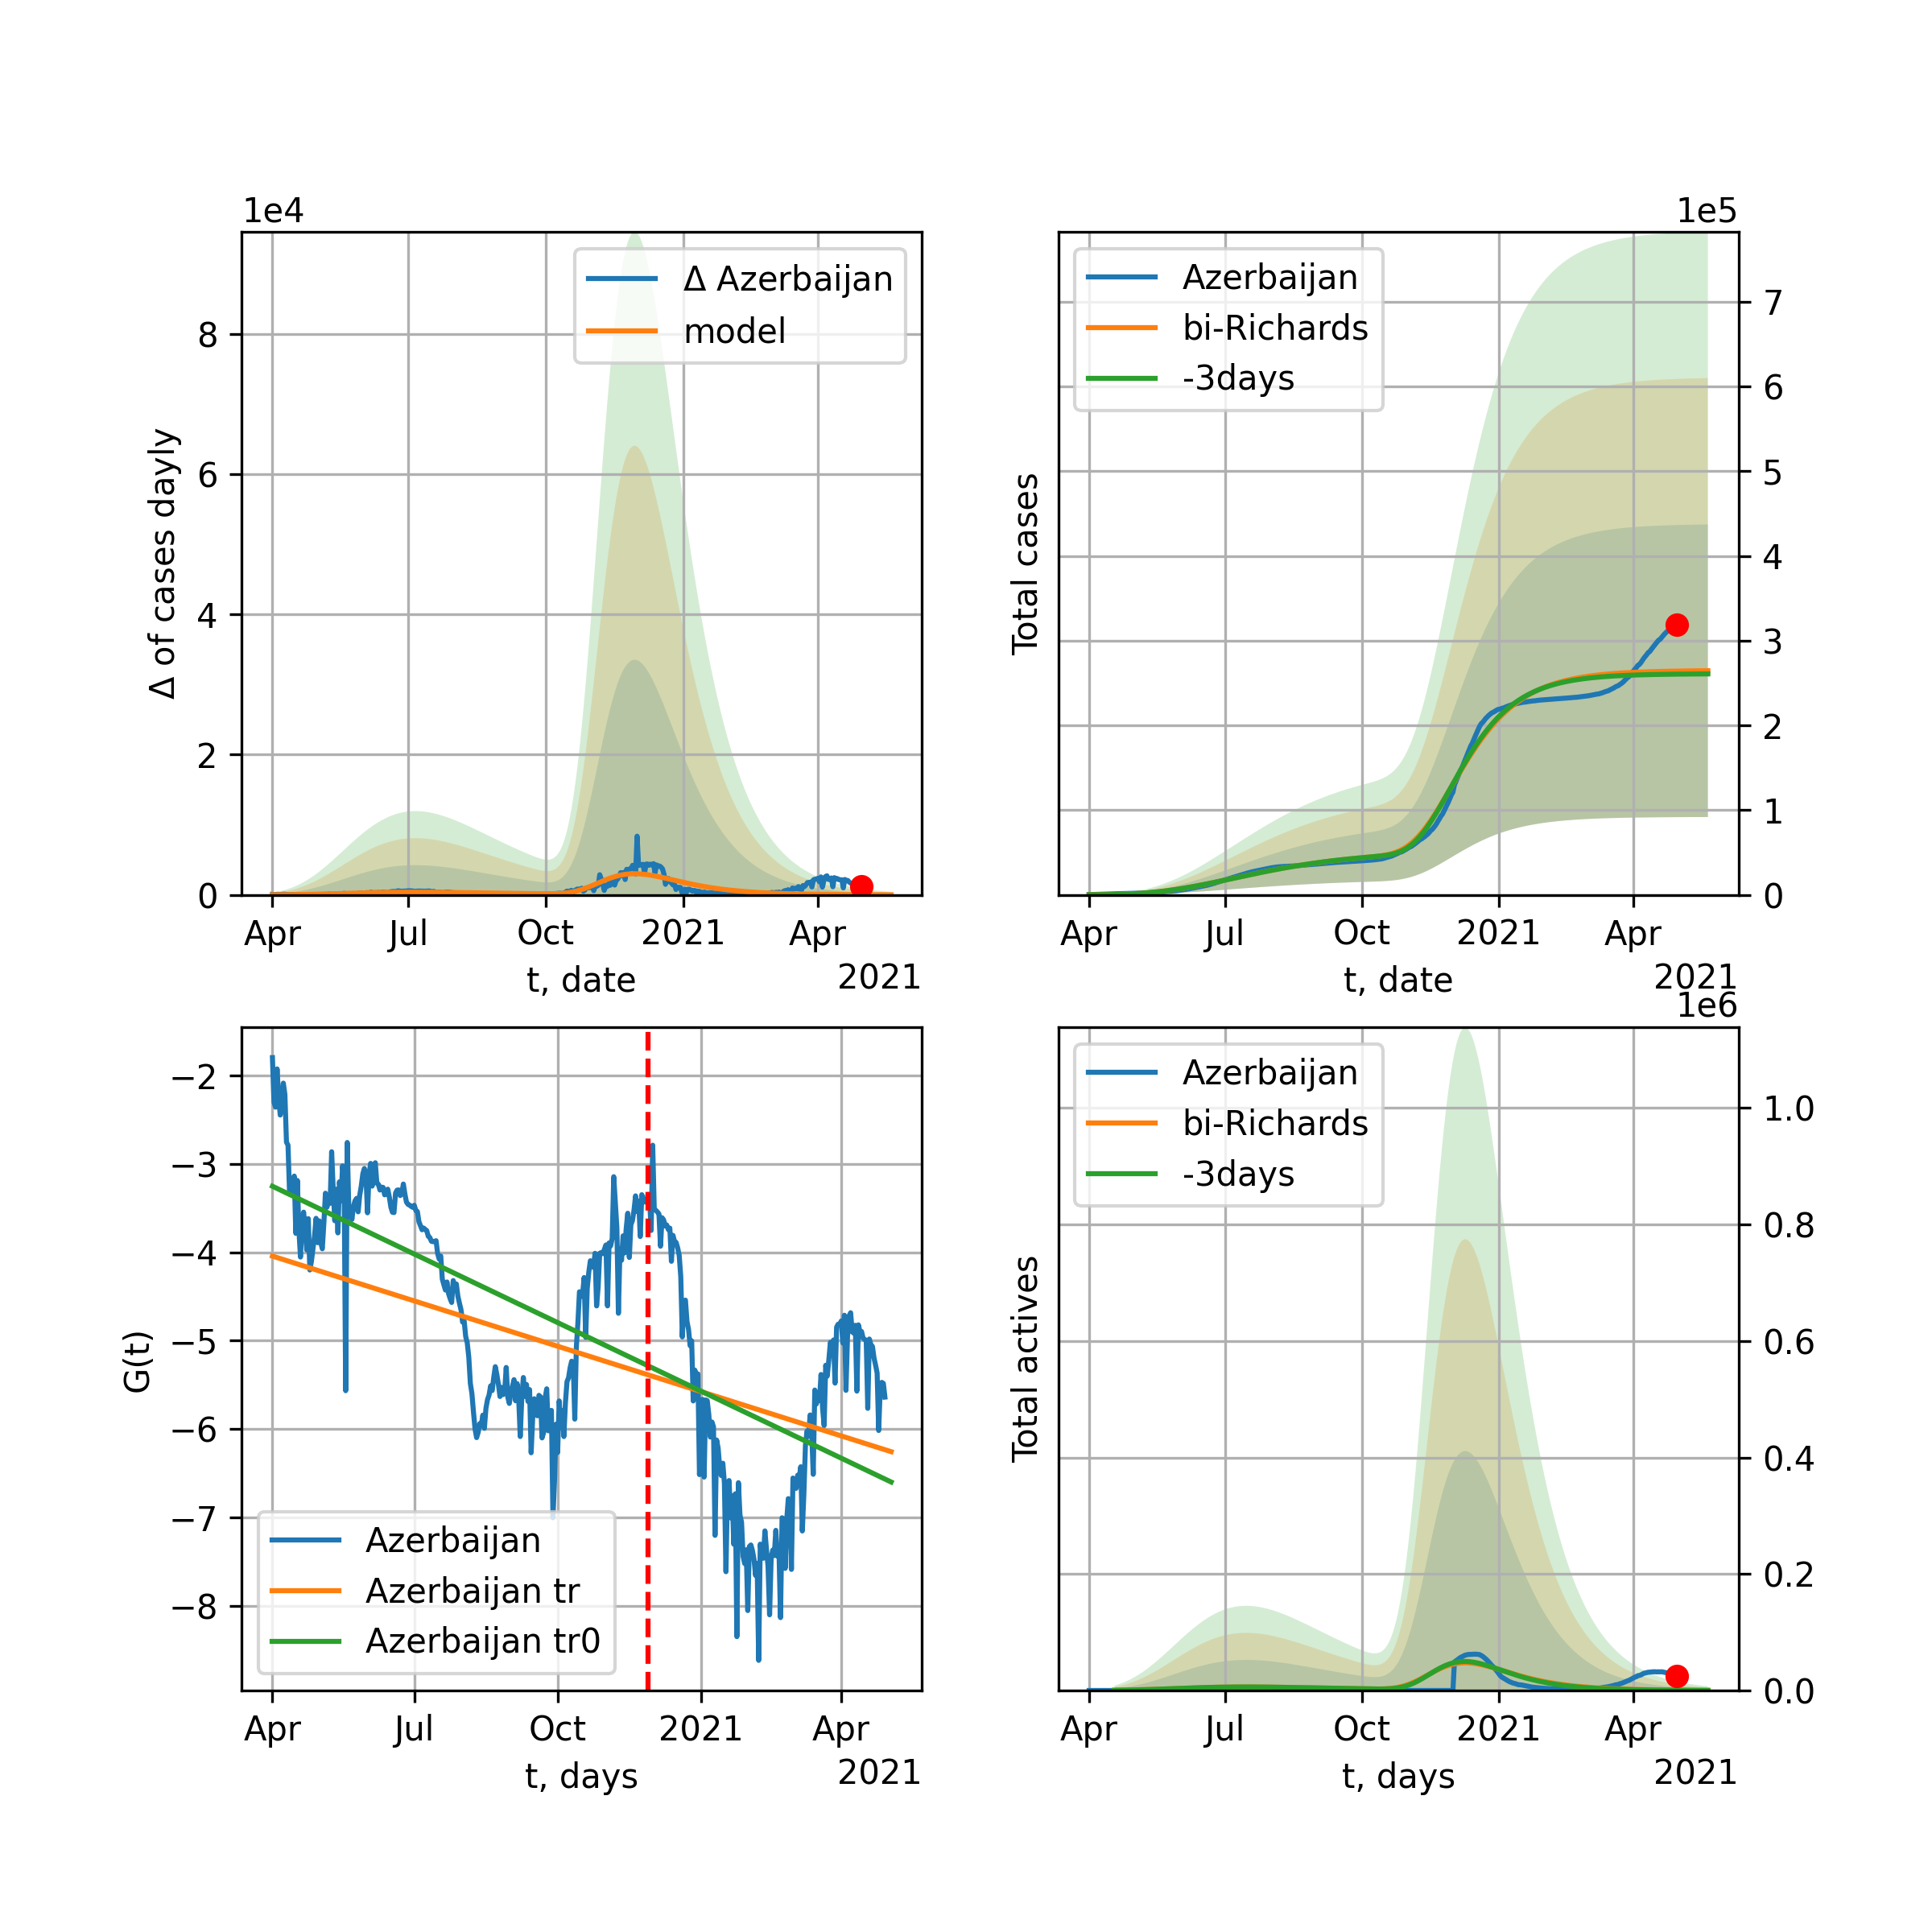 1e4
Δ of cases dayly
8
6
4
2
0
Δ Azerbaijan
model
Apr
Jul
Oct
2021
Apr
t, date
2021
1e5
Total cases
Azerbaijan
bi-Richards
-3days
7
6
5
4
3
2
1
0
Apr
Jul
Oct
2021
Apr
t, date
2021
G(t)
−2
−3
−4
−5
−6
−7
−8
Azerbaijan
Azerbaijan tr
Azerbaijan tr0
Apr
Jul
Oct
2021
Apr
t, days
2021
1e6
Total actives
Azerbaijan
bi-Richards
-3days
1.0
0.8
0.6
0.4
0.2
0.0
Apr
Jul
Oct
2021
Apr
t, days
2021